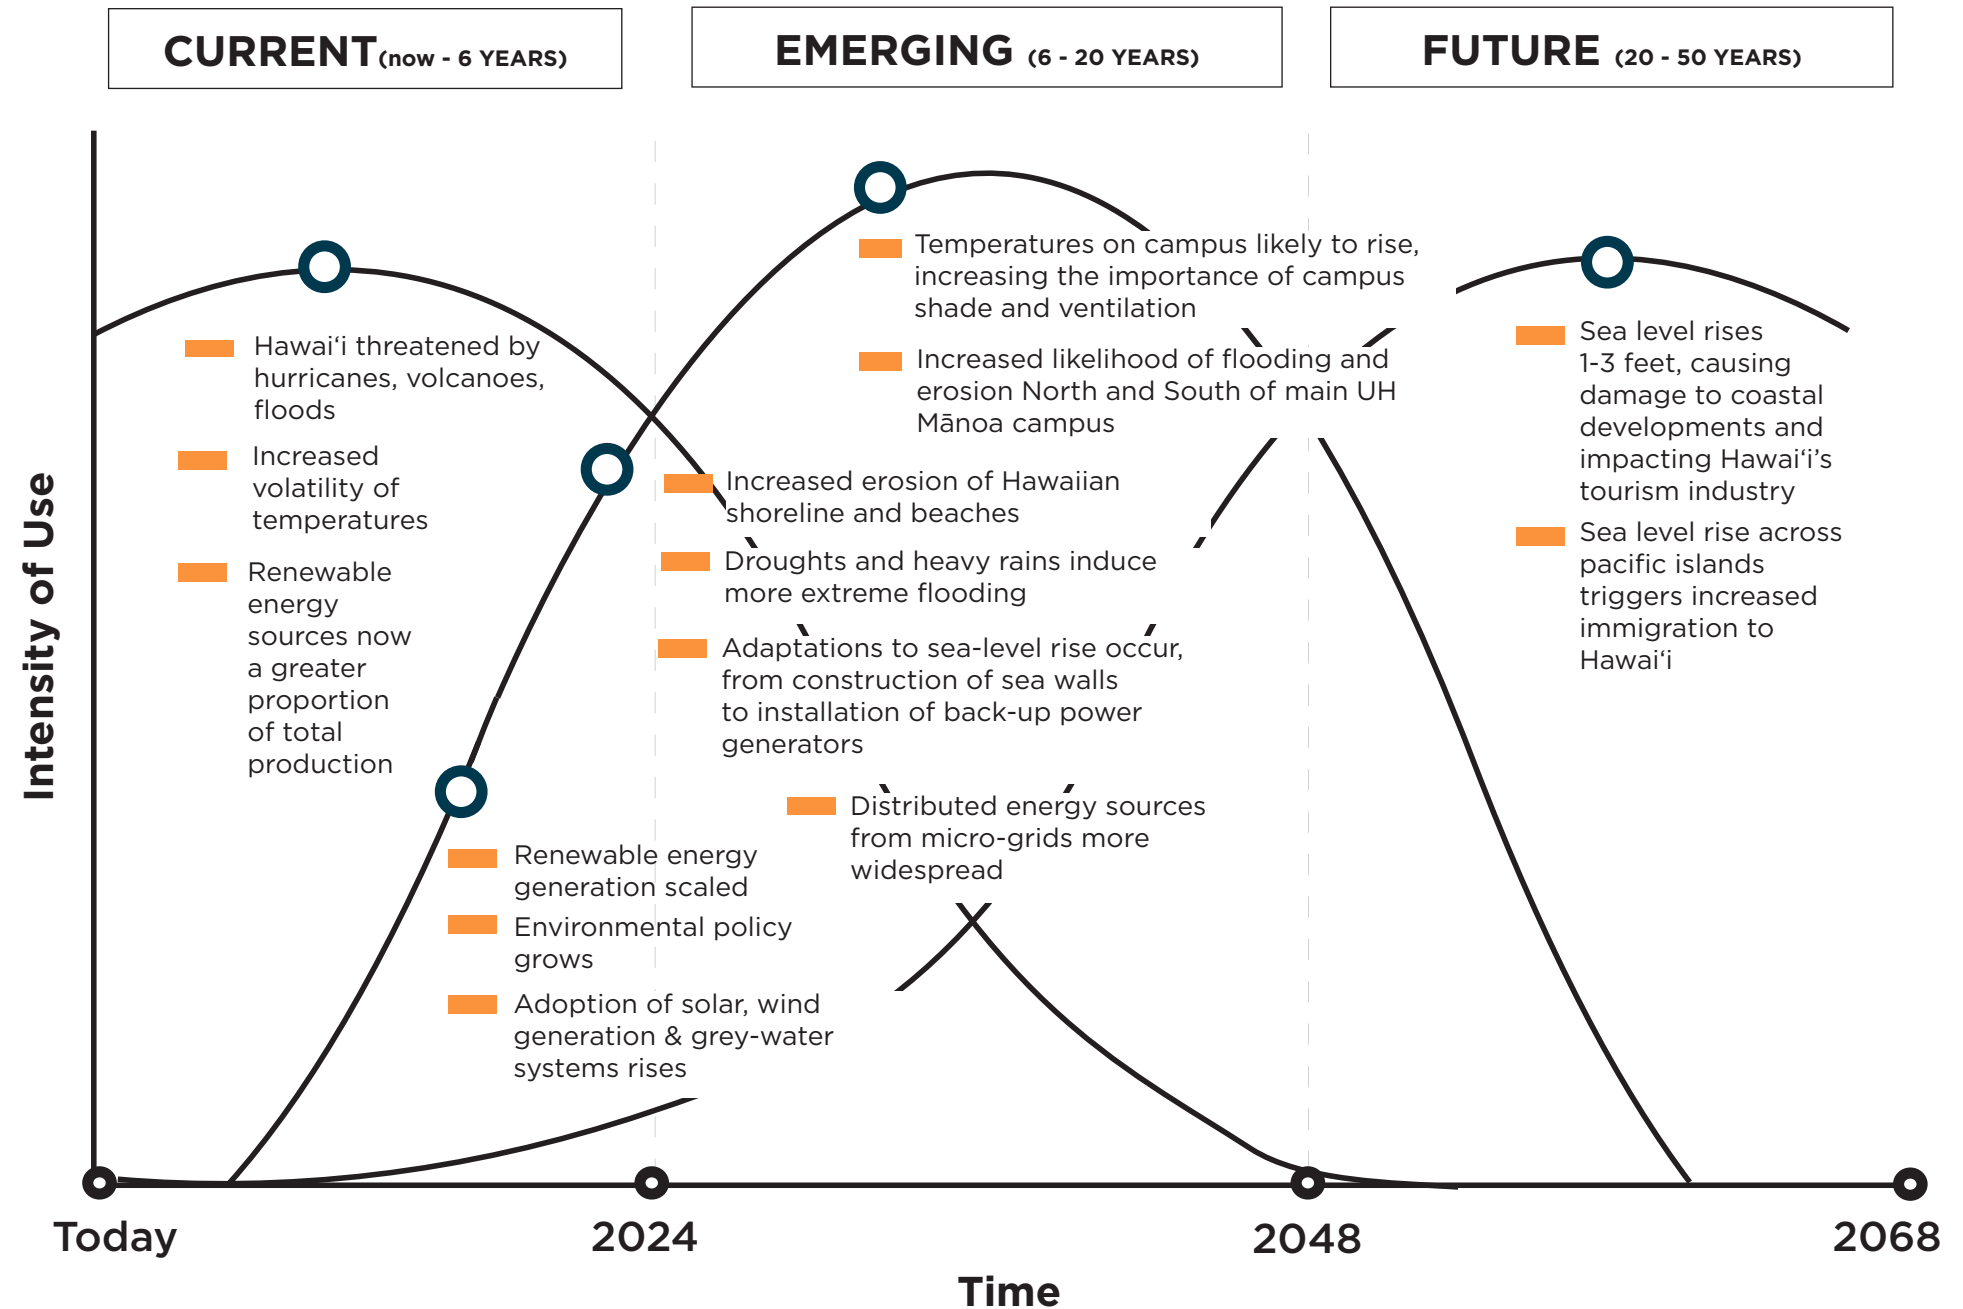 CURRENT(now - 6 YEARS)
EMERGING (6 - 20 YEARS)
FUTURE (20 - 50 YEARS)
Intensity of Use
Hawai‘i threatened by
hurricanes, volcanoes,
floods
Increased
volatility of
temperatures
Renewable
energy
sources now
a greater
proportion
of total
production
Renewable energy
generation scaled
Environmental policy
grows
Adoption of solar, wind
generation & grey-water
systems rises
Temperatures on campus likely to rise,
increasing the importance of campus
shade and ventilation
Increased likelihood of flooding and
erosion North and South of main UH
Mānoa campus
Increased erosion of Hawaiian
shoreline and beaches
Droughts and heavy rains induce
more extreme flooding
Adaptations to sea-level rise occur,
from construction of sea walls
to installation of back-up power
generators
Distributed energy sources
from micro-grids more
widespread
Sea level rises
1-3 feet, causing
damage to coastal
developments and
impacting Hawai‘i’s
tourism industry
Sea level rise across
pacific islands
triggers increased
immigration to
Hawai‘i
Today
2024
2048
2068
Time